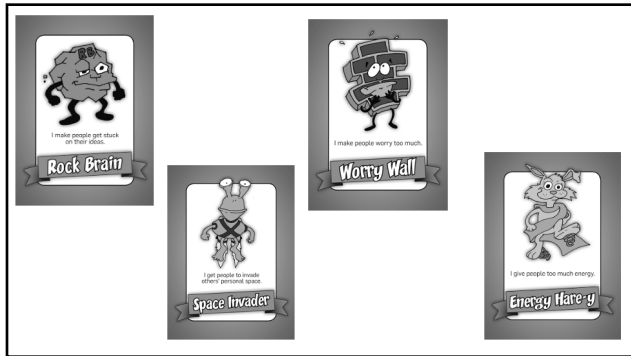 RB
I make people get stuck
on their ideas.
Rock Brain
I make people worry too much.
Worry Wall
I get people to invade
others' personal space.
Space Invader
I give people too much energy.
Energy Hare-y